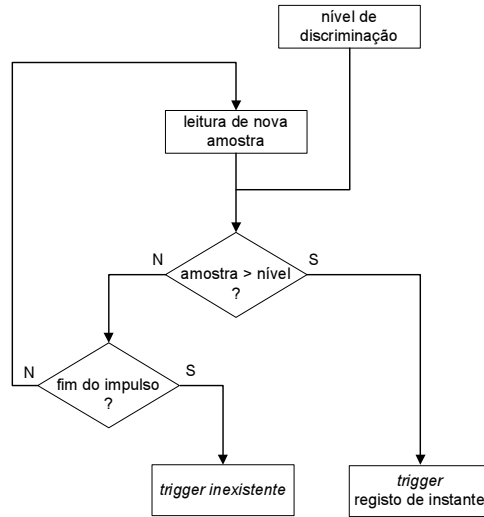 nível de
discriminação
leitura de nova
amostra
N
amostra > nível
?
S
N
fim do impulso
?
S
trigger inexistente
trigger
registo de instante